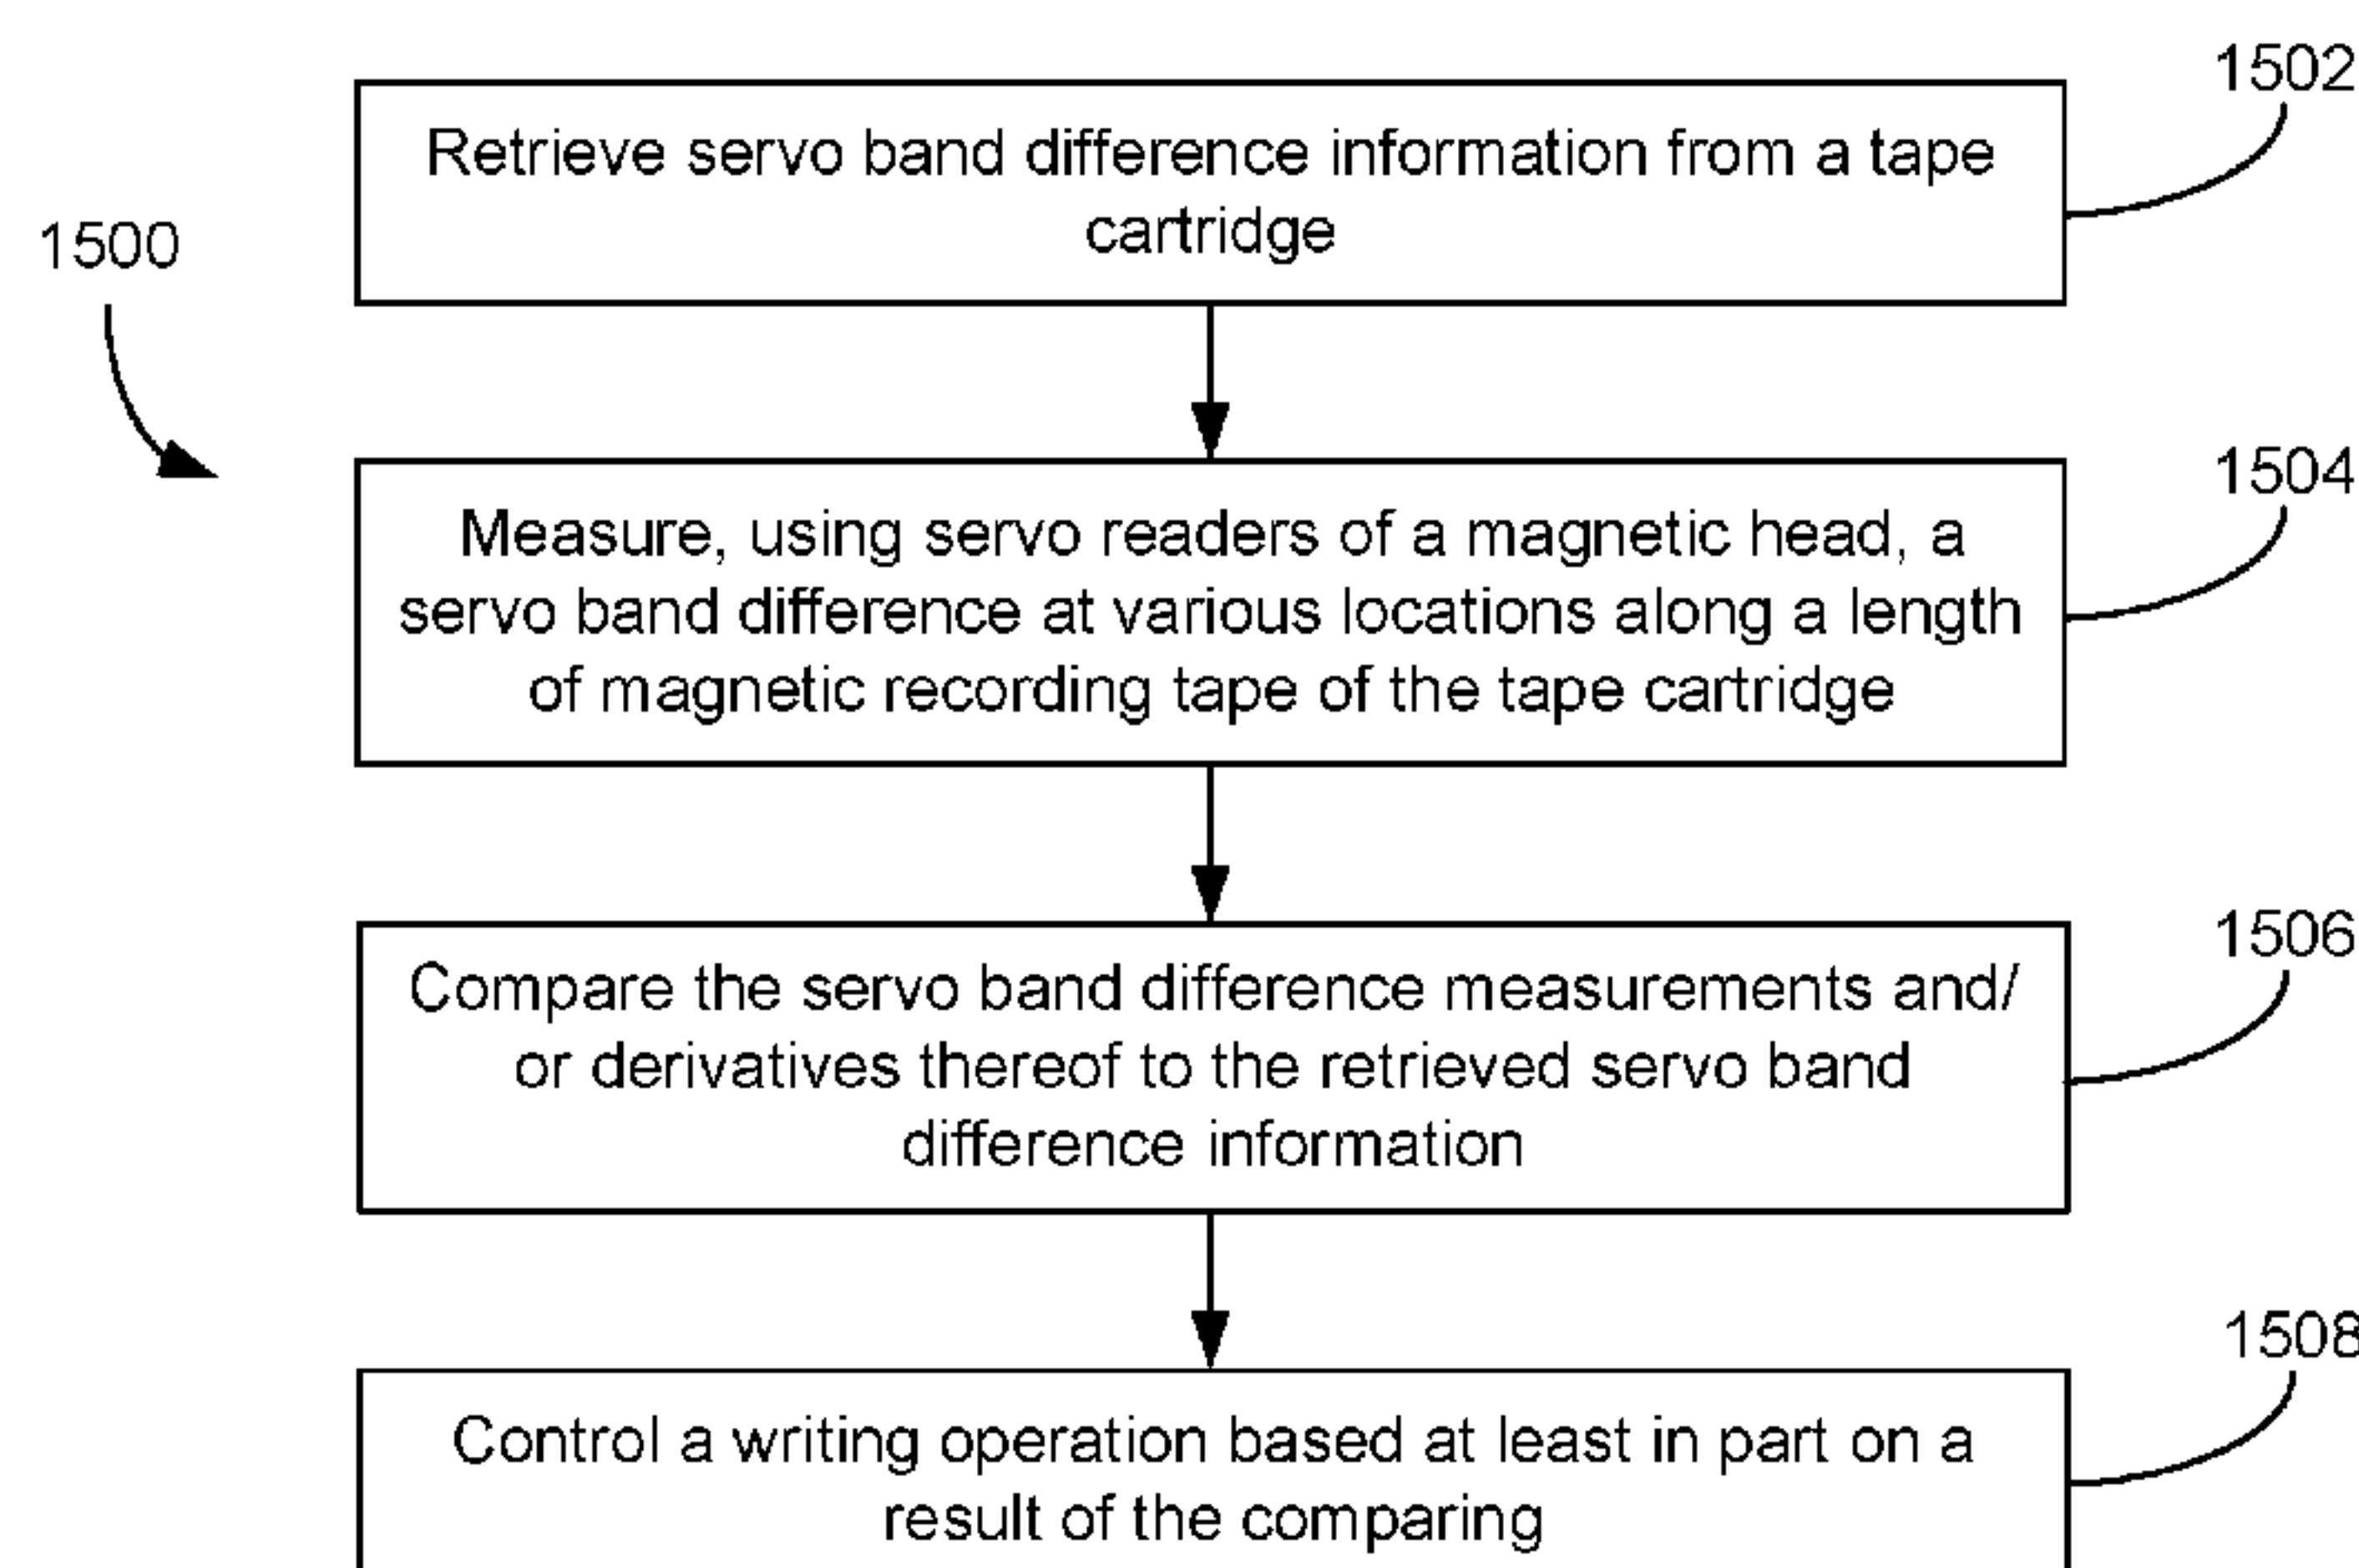 1502
Retrieve servo band difference information from a tape
cartridge
1500
1504
Measure, using servo readers of a magnetic head, a
servo band difference at various locations along a length
of magnetic recording tape of the tape cartridge
1506
Compare the servo band difference measurements and/
or derivatives thereof to the retrieved servo band
difference information
1508
Control a writing operation based at least in part on a
result of the comparing